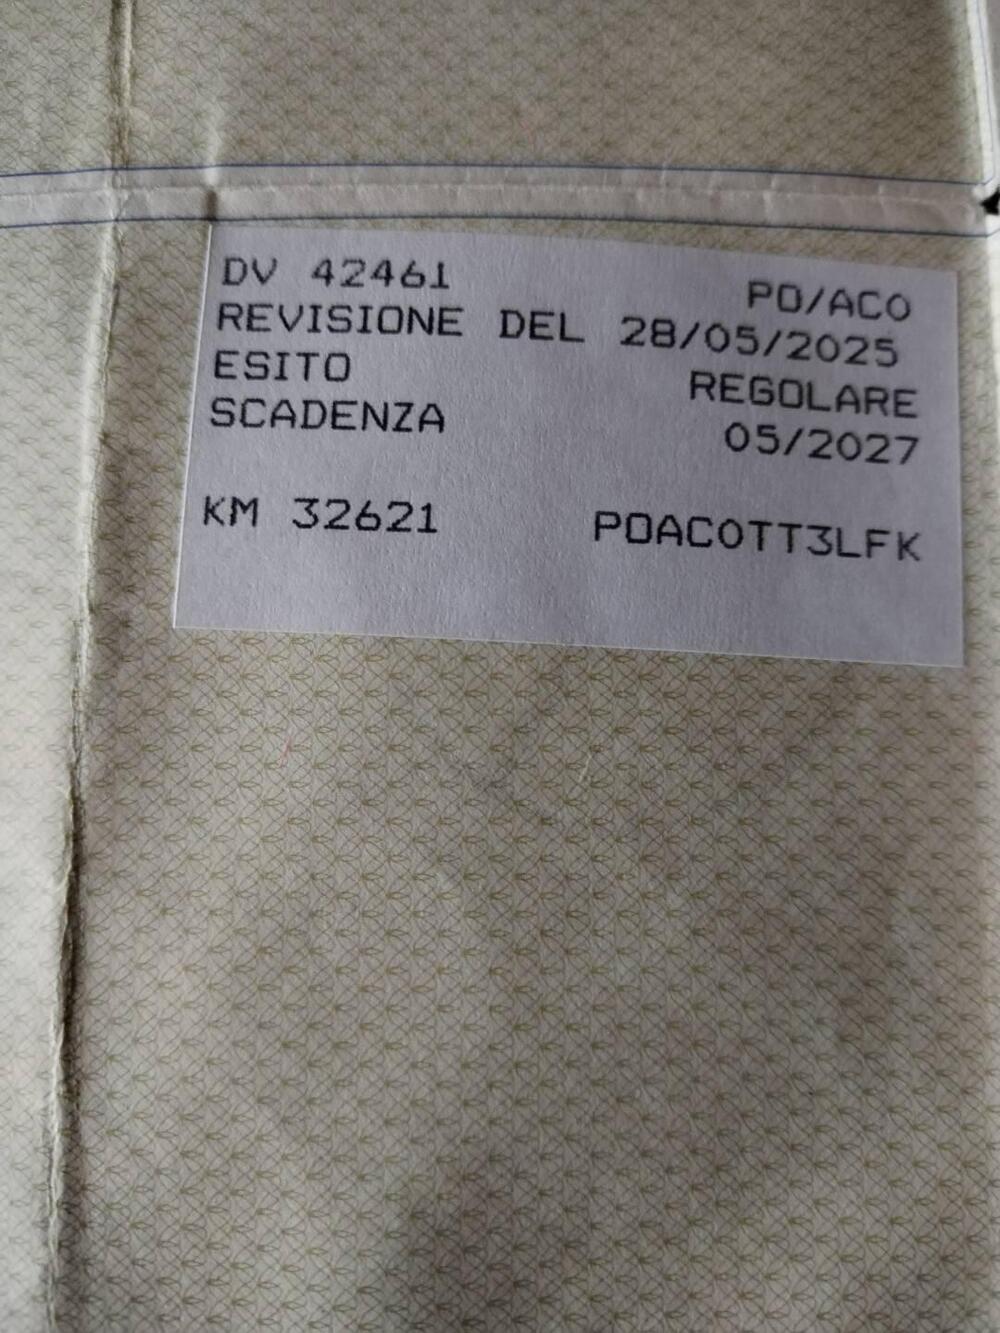 DV 42461 PO/ACO
REVISIONE DEL 28/05/2025
ESITO REGOLARE
SCADENZA 05/2027
KM 32621 POACOTT3LFK